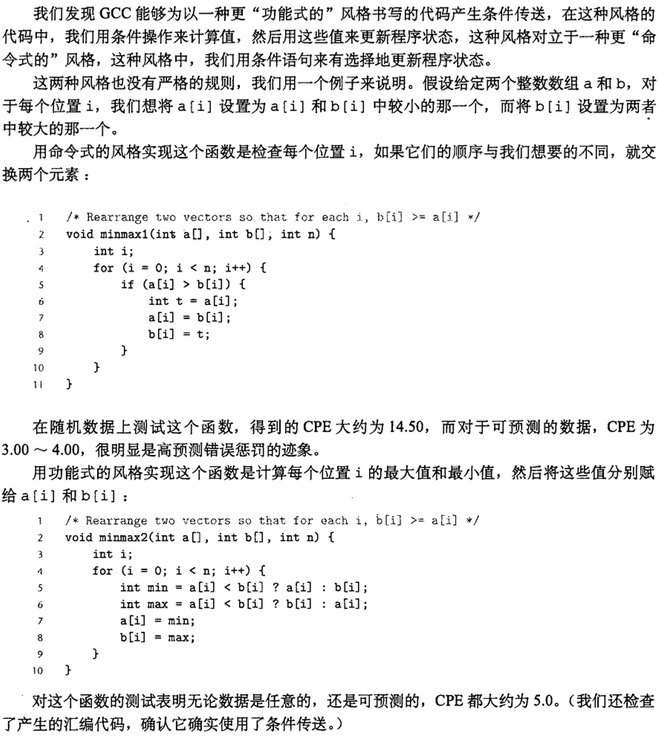 我们发现 GCC 能够为以一种更“功能式的”风格书写的代码产生条件传送，在这种风格的
代码中，我们用条件操作来计算值，然后用这些值来更新程序状态，这种风格对立于一种更“命
令式的”风格，这种风格中，我们用条件语句来有选择地更新程序状态。
这两种风格也没有严格的规则，我们用一个例子来说明。假设给定两个整数数组 a 和 b，对
于每个位置 i，我们想将 a[i] 设置为 a[i] 和 b[i] 中较小的那一个，而将 b[i] 设置为两者
中较大的那一个。
用命令式的风格实现这个函数是检查每个位置 i，如果它们的顺序与我们想要的不同，就交
换两个元素：
1 /* Rearrange two vectors so that for each i, b[i] >= a[i] */
2 void minmax1(int a[], int b[], int n) {
3 int i;
4 for (i = 0; i < n; i++) {
5 if (a[i] > b[i]) {
6 int t = a[i];
7 a[i] = b[i];
8 b[i] = t;
9 }
10 }
11 }
在随机数据上测试这个函数，得到的 CPE 大约为 14.50，而对于可预测的数据，CPE 为
3.00 ～ 4.00，很明显是高预测错误惩罚的迹象。
用功能式的风格实现这个函数是计算每个位置 i 的最大值和最小值，然后将这些值分别赋
给 a[i] 和 b[i]：
1 /* Rearrange two vectors so that for each i, b[i] >= a[i] */
2 void minmax2(int a[], int b[], int n) {
3 int i;
4 for (i = 0; i < n; i++) {
5 int min = a[i] < b[i] ? a[i] : b[i];
6 int max = a[i] < b[i] ? b[i] : a[i];
7 a[i] = min;
8 b[i] = max;
9 }
10 }
对这个函数的测试表明无论数据是任意的，还是可预测的，CPE 都大约为 5.0。（我们还检查
了产生的汇编代码，确认它确实使用了条件传送。）